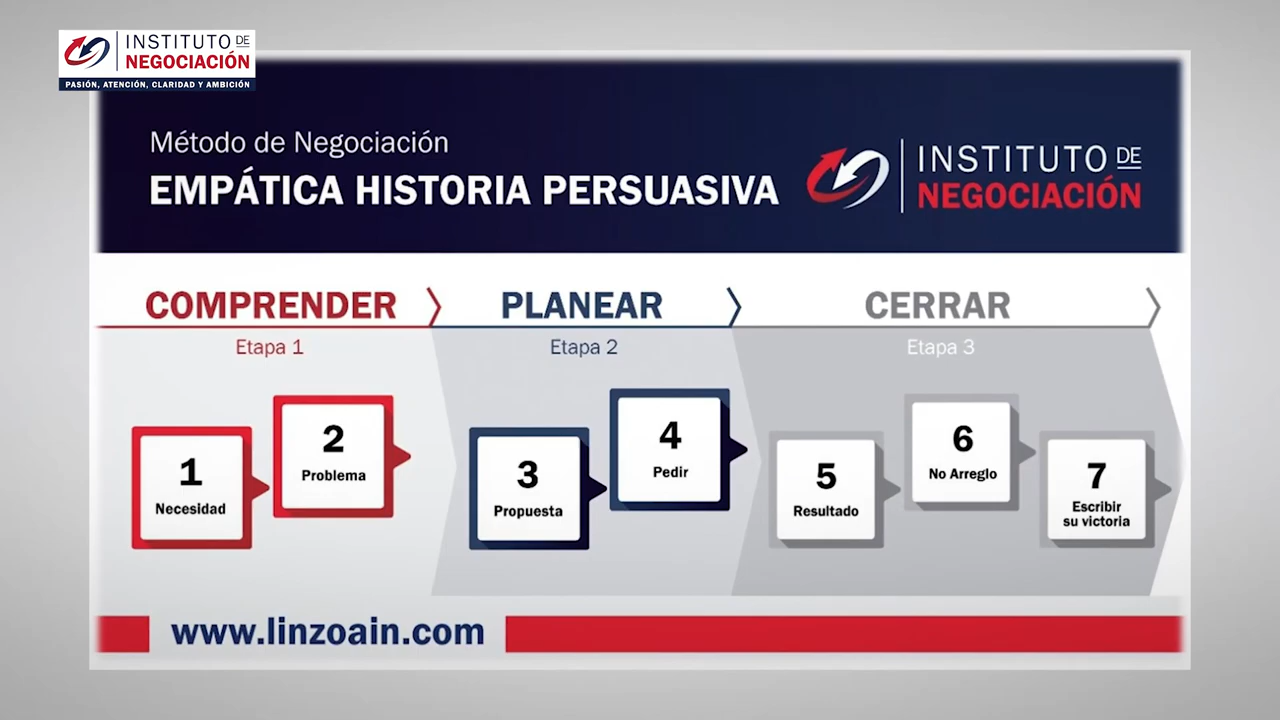 INSTITUTO DE
NEGOCIACIÓN
PASIÓN, ATENCIÓN, CLARIDAD Y AMBICIÓN
Método de Negociación
EMPÁTICA HISTORIA PERSUASIVA
INSTITUTO DE
NEGOCIACIÓN
COMPRENDER
Etapa 1
PLANEAR
Etapa 2
CERRAR
Etapa 3
1
Necesidad
2
Problema
3
Propuesta
4
Pedir
5
Resultado
6
No Arreglo
7
Escribir
su victoria
www.linzoain.com